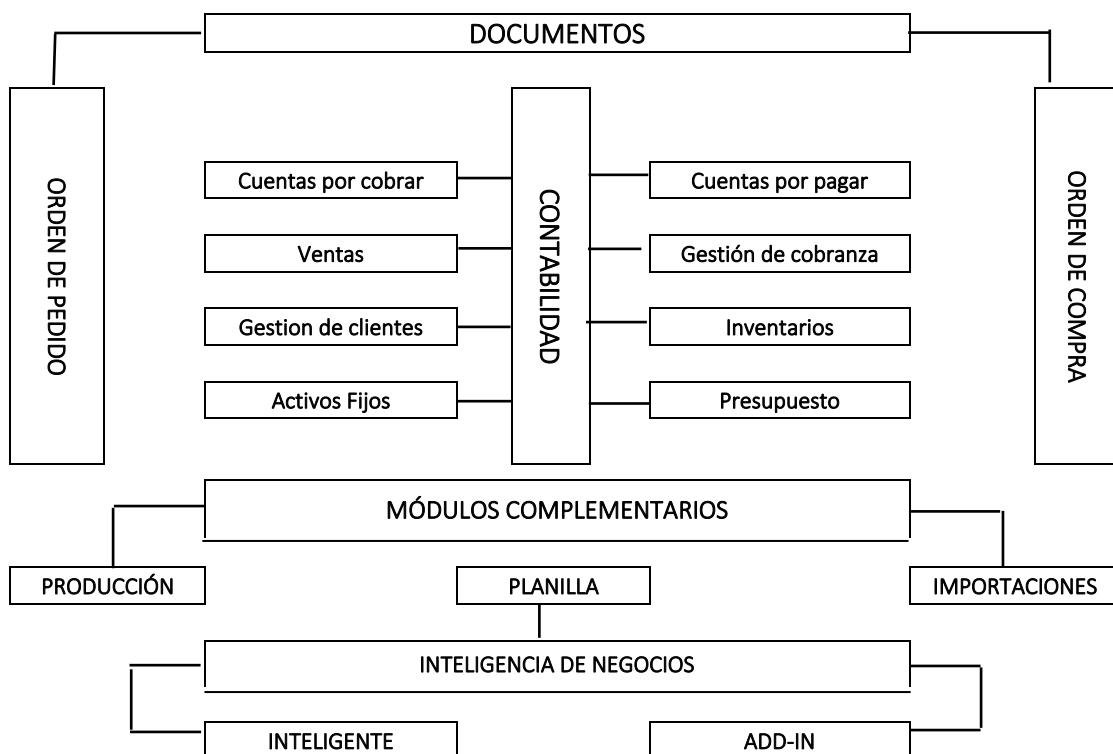 DOCUMENTOS
ORDEN DE PEDIDO
CONTABILIDAD
ORDEN DE COMPRA
Cuentas por cobrar
Cuentas por pagar
Ventas
Gestión de cobranza
Gestion de clientes
Inventarios
Activos Fijos
Presupuesto
MÓDULOS COMPLEMENTARIOS
PRODUCCIÓN
PLANILLA
IMPORTACIONES
INTELIGENCIA DE NEGOCIOS
INTELIGENTE
ADD-IN